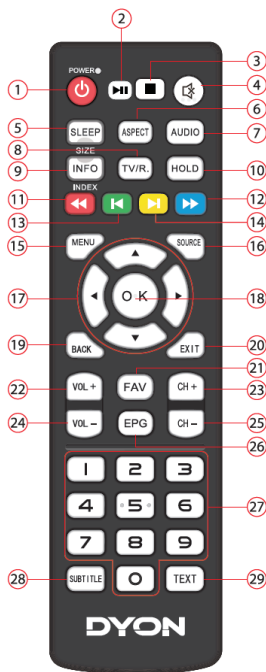 2
3
POWER
1
4
6
5
SLEEP
ASPECT
AUDIO
7
8
SIZE
9
INFO
TV/R.
HOLD
10
11
INDEX
12
13
14
15
MENU
SOURCE
16
17
OK
18
19
BACK
EXIT
20
21
22
VOL +
FAV
CH +
23
24
VOL -
EPG
CH -
25
26
1
2
3
4
5
6
27
7
8
9
28
SUBTITLE
0
TEXT
29
DYON